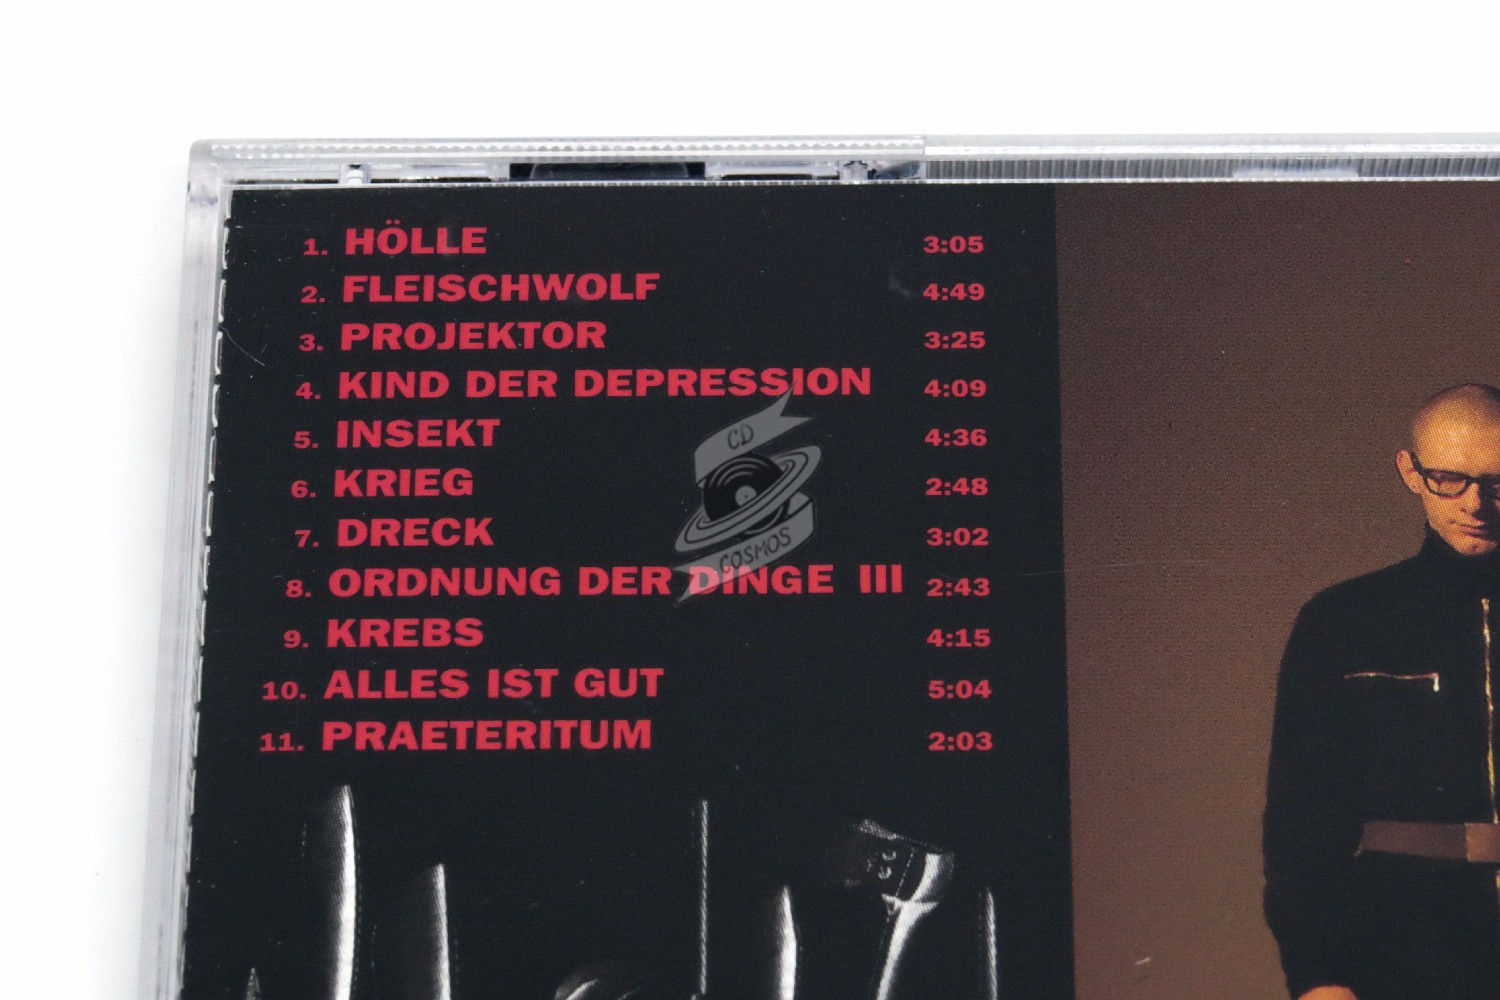 1. HÖLLE 3:05
2. FLEISCHWOLF 4:49
3. PROJEKTOR 3:25
4. KIND DER DEPRESSION 4:09
5. INSEKT 4:36
6. KRIEG 2:48
7. DRECK 3:02
8. ORDNUNG DER DINGE III 2:43
9. KREBS 4:15
10. ALLES IST GUT 5:04
11. PRAETERITUM 2:03
CD
COSMOS